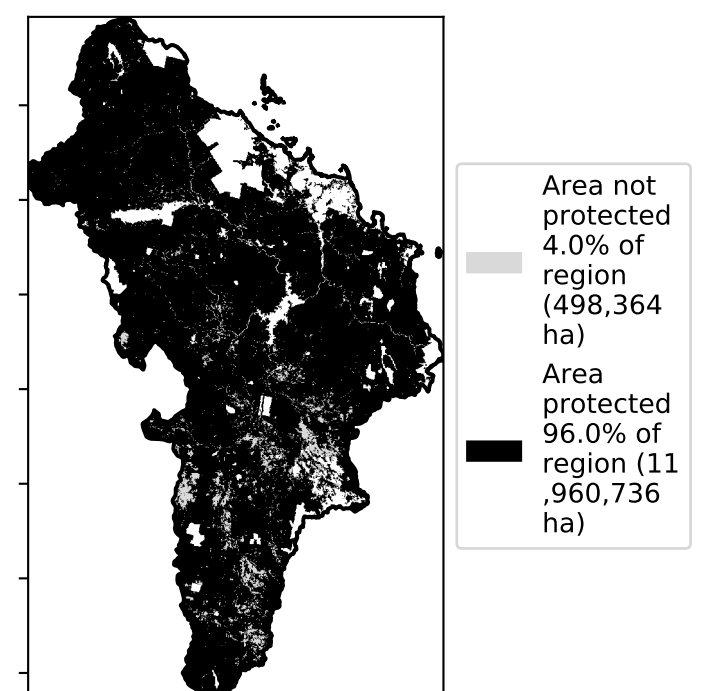 Area not
protected
4.0% of
region
(498,364
ha)
Area
protected
96.0% of
region (11
,960,736
ha)